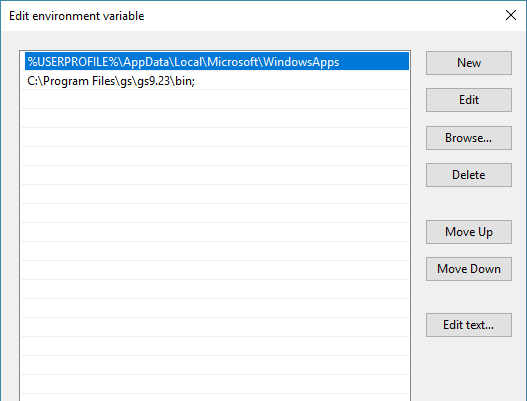 Edit environment variable
%USERPROFILE%\AppData\Local\Microsoft\WindowsApps
C:\Program Files\gs\gs9.23\bin;
New
Edit
Browse...
Delete
Move Up
Move Down
Edit text...